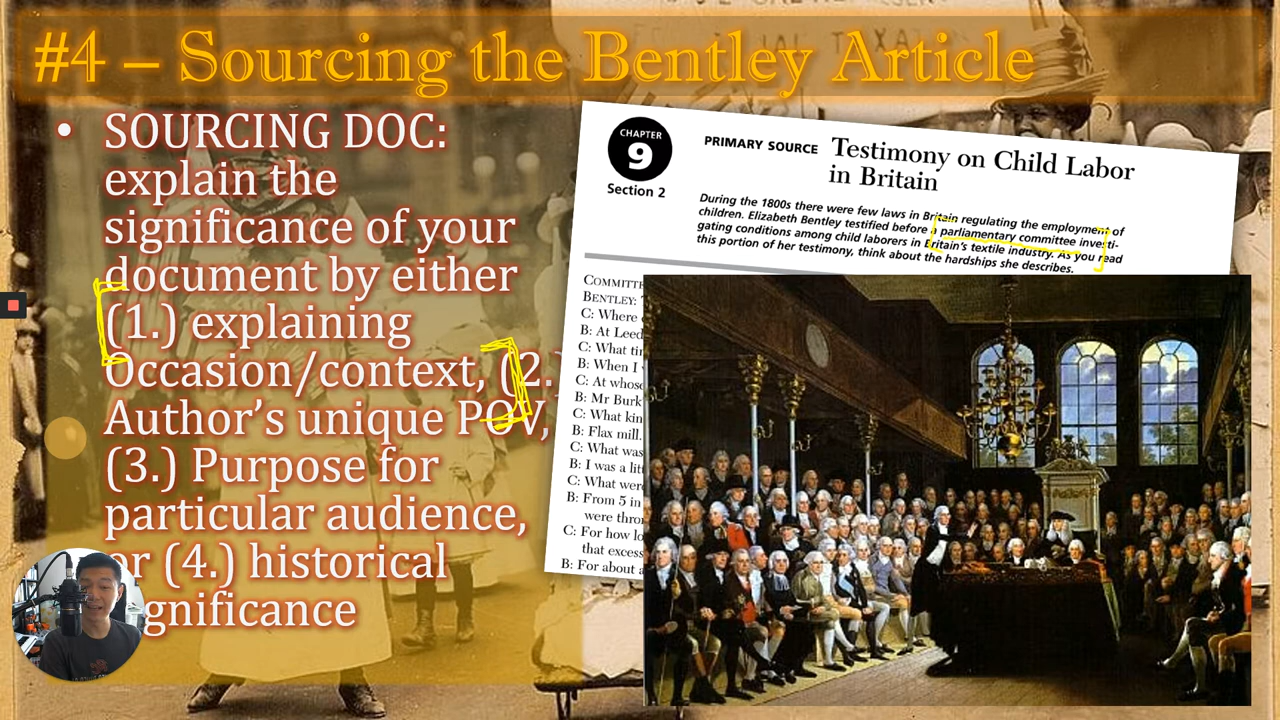 #4 – Sourcing the Bentley Article
• SOURCING DOC:
explain the
significance of your
document by either
(1.) explaining
Occasion/context, (2.
Author's unique POV,
(3.) Purpose for
particular audience,
or (4.) historical
gnificance
CHAPTER
9
Section 2
PRIMARY SOURCE Testimony on Child Labor
in Britain
During the 1800s there were few laws in Britain regulating the employment of
children. Elizabeth Bentley testified before a parliamentary committee investi-
gating conditions among child laborers in Britain's textile industry. As you read
this portion of her testimony, think about the hardships she describes.
COMMITTE
BENTLEY:
C: Where
B: At Leed
C: What ti
B: When I
C: At whose
B: Mr Burk
C: What kin
B: Flax mill.
C: What was
B: I was a litt
C: What were
B: From 5 in
were thro
C: For how lo
that excess
B: For about a